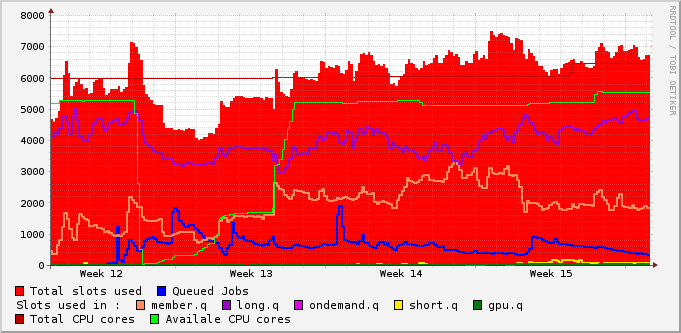 RRDTOOL / TOBI OETIKER
8000
7000
6000
5000
4000
3000
2000
1000
0
Week 12 Week 13 Week 14 Week 15
Total slots used Queued Jobs
Slots used in : member.q long.q ondemand.q short.q gpu.q
Total CPU cores Availale CPU cores